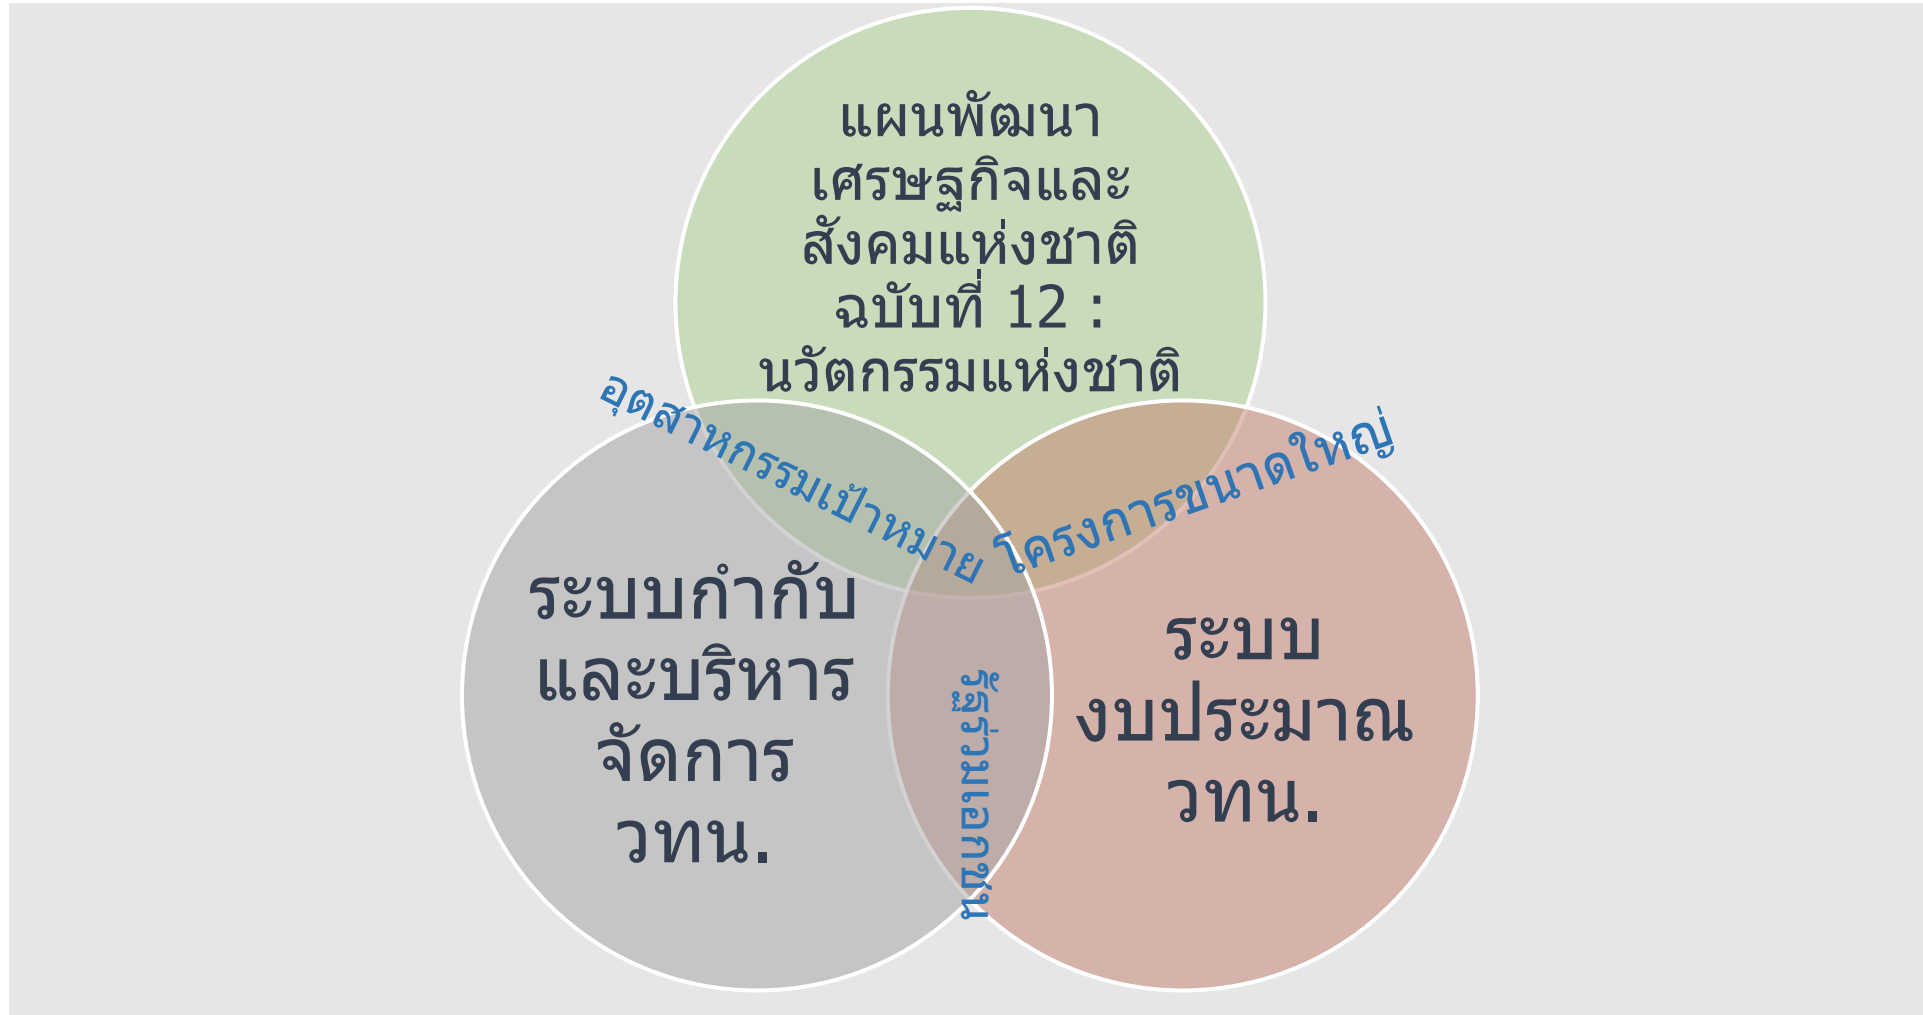 แผนพัฒนา
เศรษฐกิจและ
สังคมแห่งชาติ
ฉบับที่ 12 :
นวัตกรรมแห่งชาติ
อุตสาหกรรมเป้าหมาย
โครงการขนาดใหญ่
ระบบกำกับ
และบริหาร
จัดการ
วทน.
รัฐร่วมเอกชน
ระบบ
งบประมาณ
วทน.